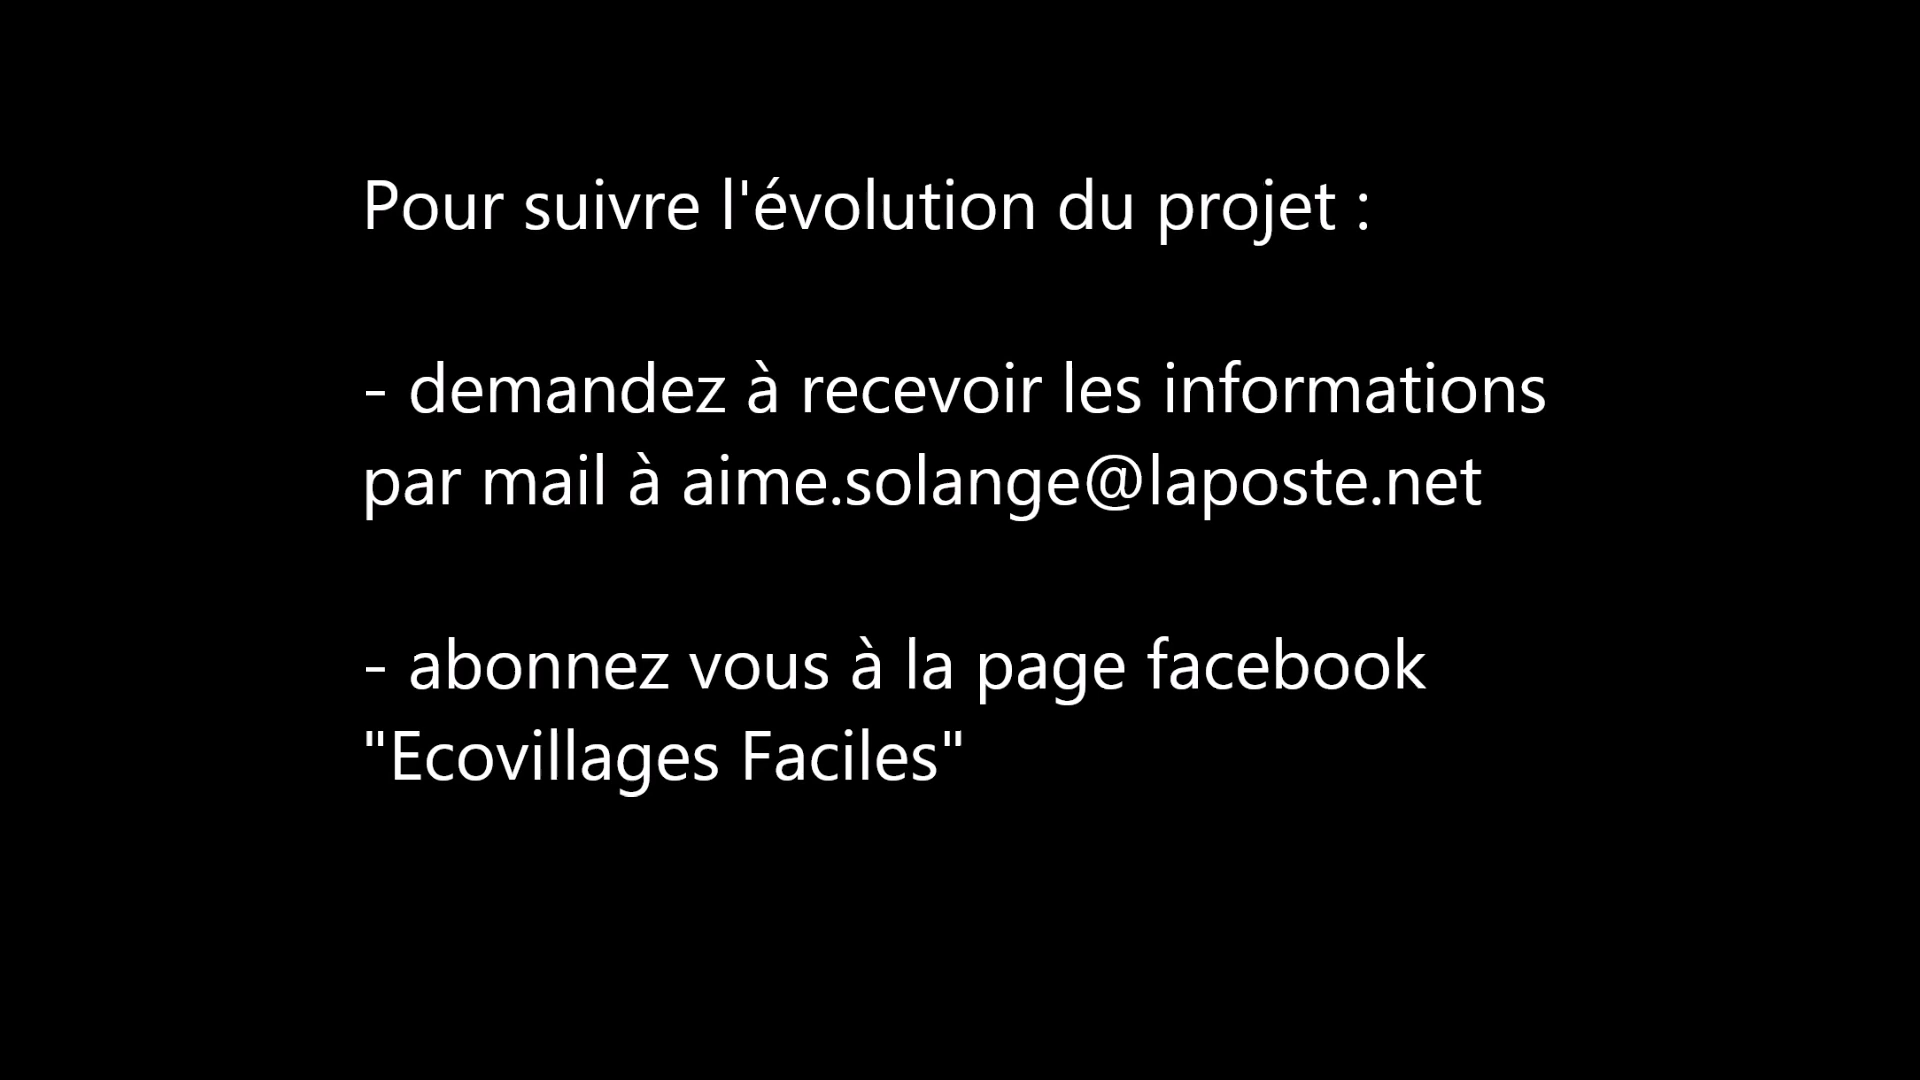 Pour suivre l'évolution du projet :
- demandez à recevoir les informations
par mail à aime.solange@laposte.net
- abonnez vous à la page facebook
"Ecovillages Faciles"